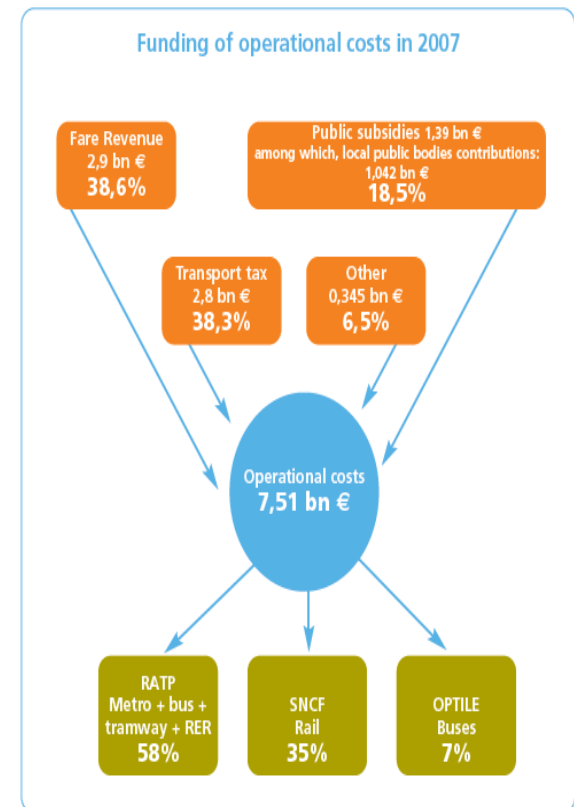 Funding of operational costs in 2007
Fare Revenue
2,9 bn €
38,6%
Public subsidies 1,39 bn €
among which, local public bodies contributions:
1,042 bn €
18,5%
Transport tax
2,8 bn €
38,3%
Other
0,345 bn €
6,5%
Operational costs
7,51 bn €
RATP
Metro + bus +
tramway + RER
58%
SNCF
Rail
35%
OPTILE
Buses
7%